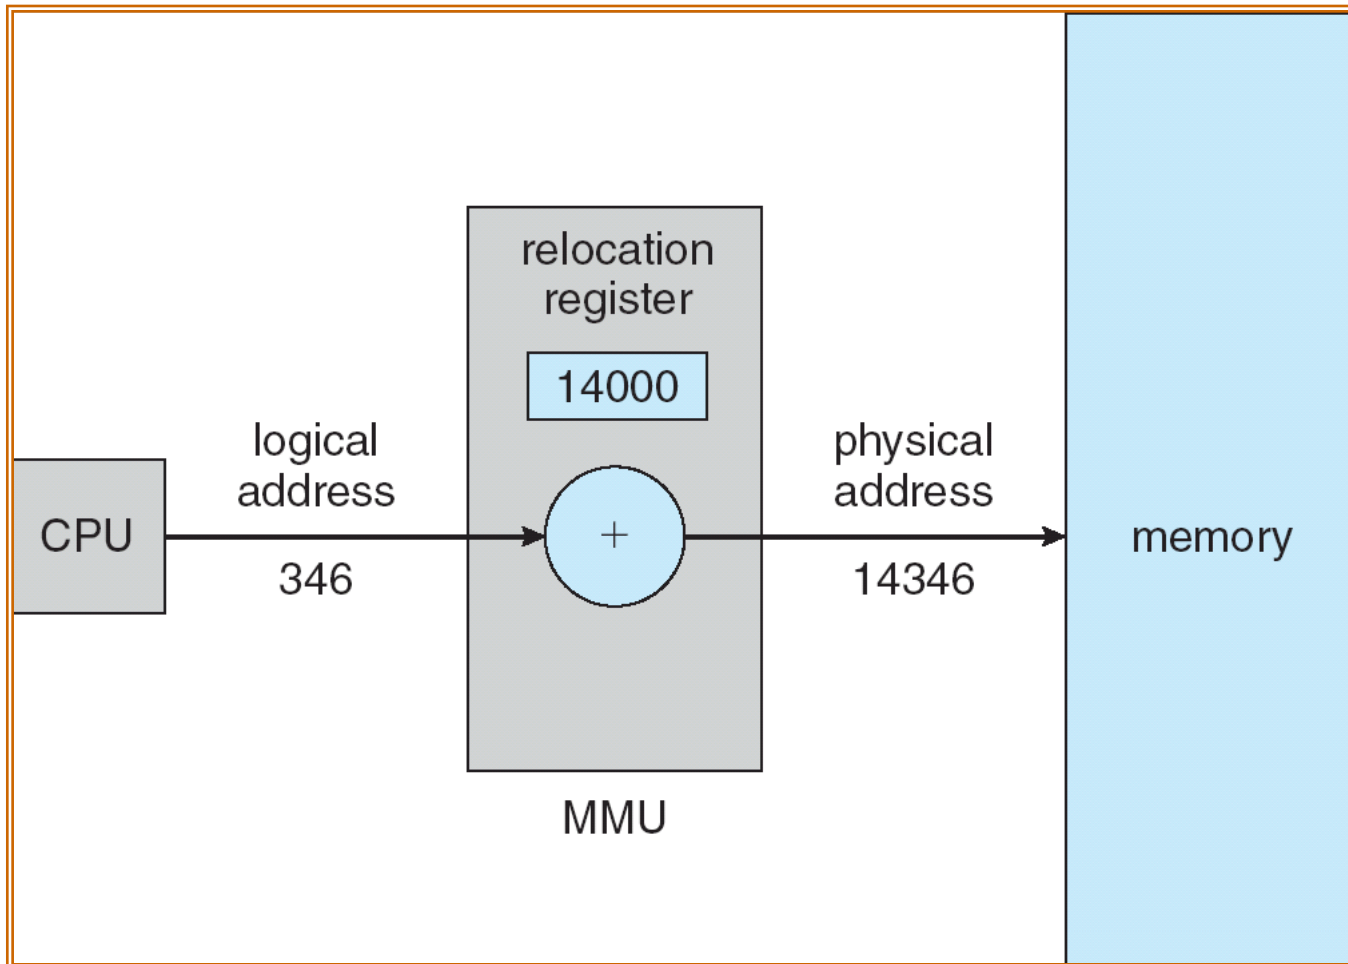 relocation
register
14000
logical
address
physical
address
CPU
+
memory
346
14346
MMU